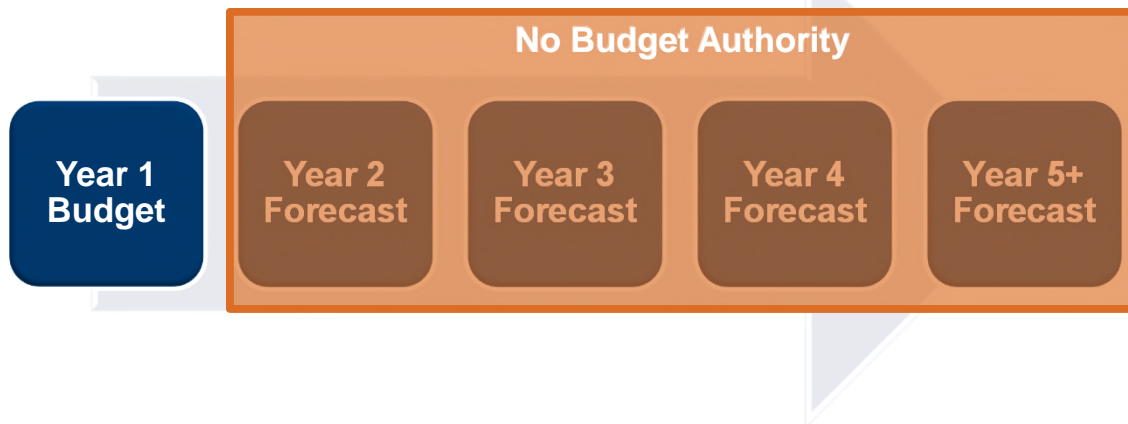 No Budget Authority
Year 1
Budget
Year 2
Forecast
Year 3
Forecast
Year 4
Forecast
Year 5+
Forecast